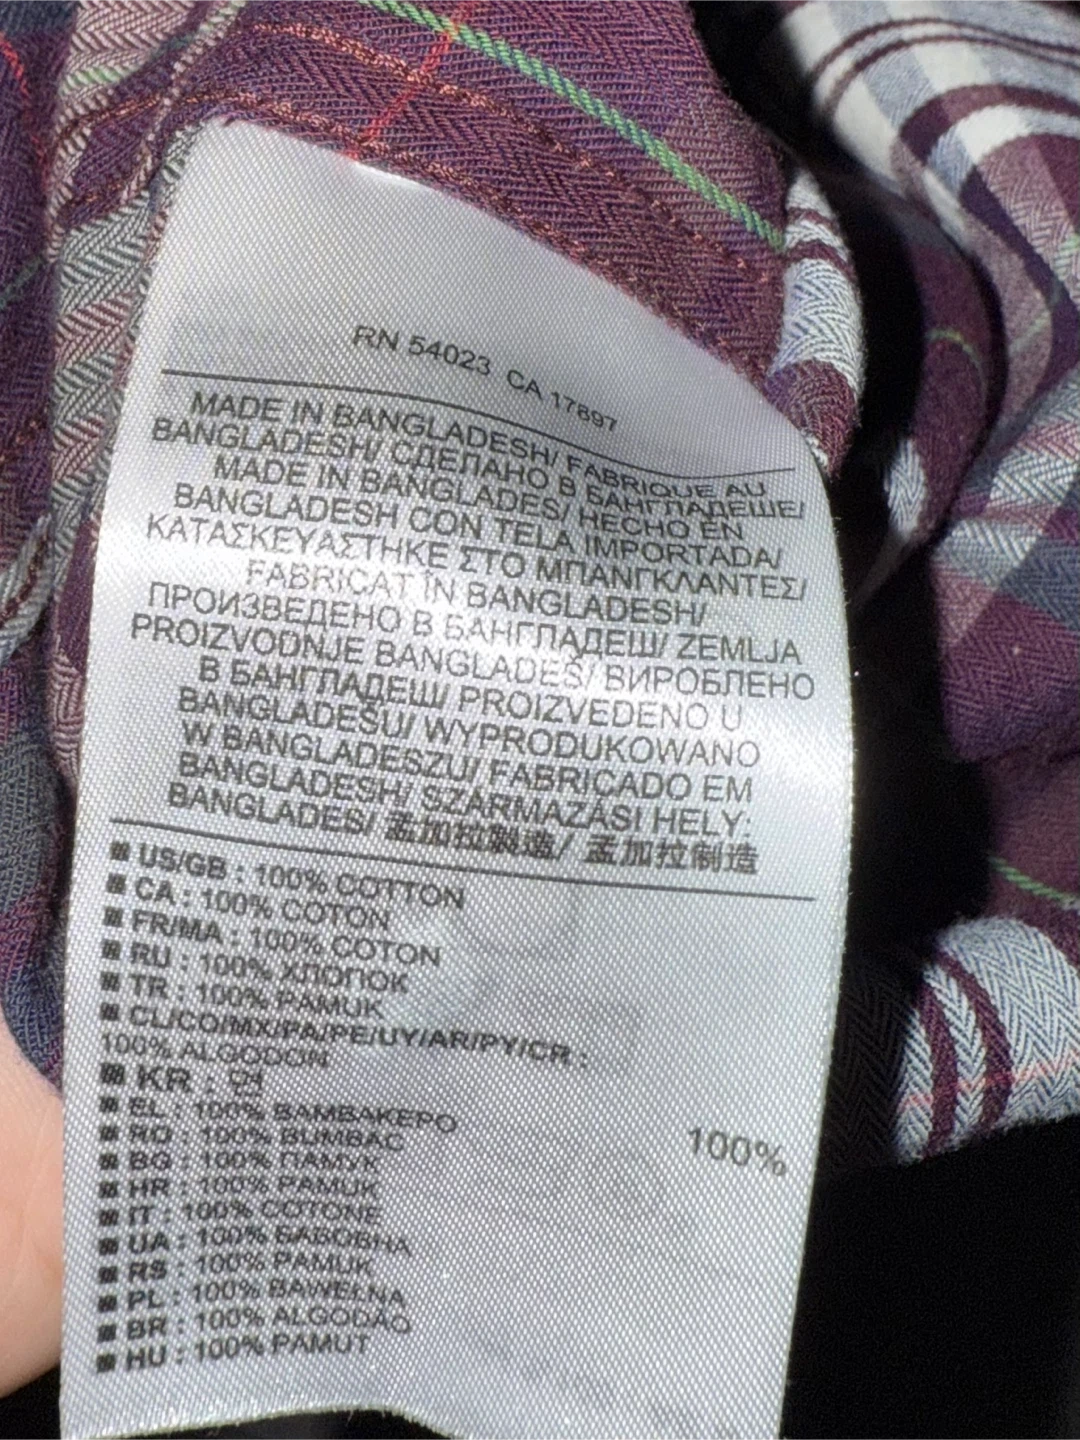 RN 54023 CA 17897
MADE IN BANGLADESH/ FABRIQUE AU
BANGLADESH/ СДЕЛАНО В БАНГЛАДЕШЕ/
MADE IN BANGLADES/ HECHO EN
BANGLADESH CON TELA IMPORTADA/
ΚΑΤΑΣΚΕΥΑΣΤΗΚΕ ΣΤΟ ΜΠΑΝΓΚΛΑΝΤΕΣ/
FABRICAT ÎN BANGLADESH/
ПРОИЗВЕДЕНО В БАНГЛАДЕШ/ ZEMLJA
PROIZVODNJE BANGLADEŠ/ ВИРОБЛЕНО
В БАНГЛАДЕШ/ PROIZVEDENO U
BANGLADEŠU/ WYPRODUKOWANO
W BANGLADESZU/ FABRICADO EM
BANGLADESH/ SZÁRMAZÁSI HELY:
BANGLADES/ 孟加拉製造/ 孟加拉制造
US/GB : 100% COTTON
CA : 100% COTON
FR/MA : 100% COTON
RU : 100% ХЛОПОК
TR : 100% PAMUK
CL/CO/MX/PA/PE/UY/AR/PY/CR :
100% ALGODON
KR : 면 100%
EL : 100% ΒΑΜΒΑΚΕΡΟ
RO : 100% BUMBAC
BG : 100% ПАМУК
HR : 100% PAMUK
IT : 100% COTONE
UA : 100% БАВОВНА
RS : 100% PAMUK
PL : 100% BAWEŁNA
BR : 100% ALGODÃO
HU : 100% PAMUT